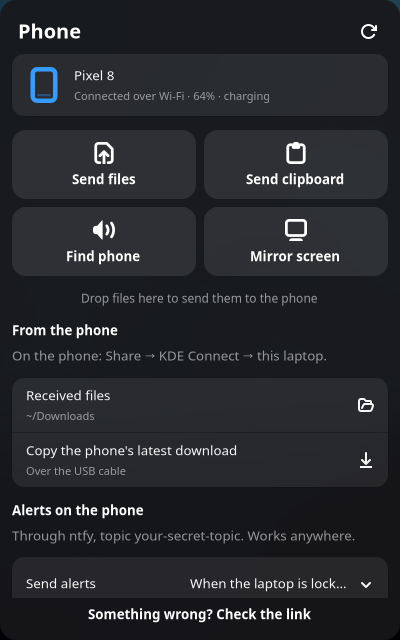 Phone
Pixel 8
Connected over Wi-Fi · 64% · charging
Send files
Send clipboard
Find phone
Mirror screen
Drop files here to send them to the phone
From the phone
On the phone: Share → KDE Connect → this laptop.
Received files
~/Downloads
Copy the phone's latest download
Over the USB cable
Alerts on the phone
Through ntfy, topic your-secret-topic. Works anywhere.
Send alerts
When the laptop is lock...
Something wrong? Check the link